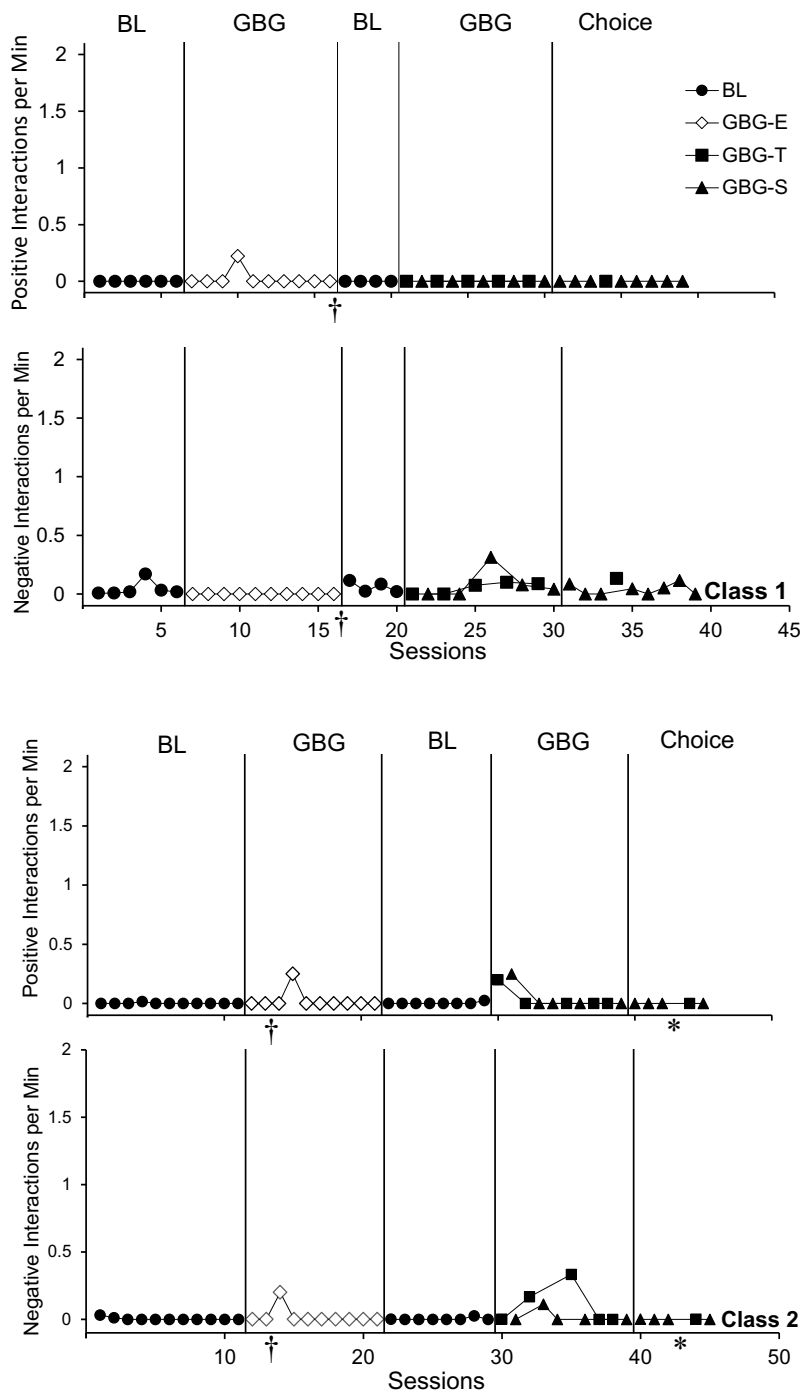 BL GBG BL GBG Choice
Positive Interactions per Min
2
1.5
1
0.5
0
BL
GBG-E
GBG-T
GBG-S
†
Negative Interactions per Min
2
1.5
1
0.5
0
Class 1
5 10 15 20 25 30 35 40 45
†
Sessions
BL GBG BL GBG Choice
Positive Interactions per Min
2
1.5
1
0.5
0
† *
Negative Interactions per Min
2
1.5
1
0.5
0
Class 2
10 20 30 40 50
† *
Sessions